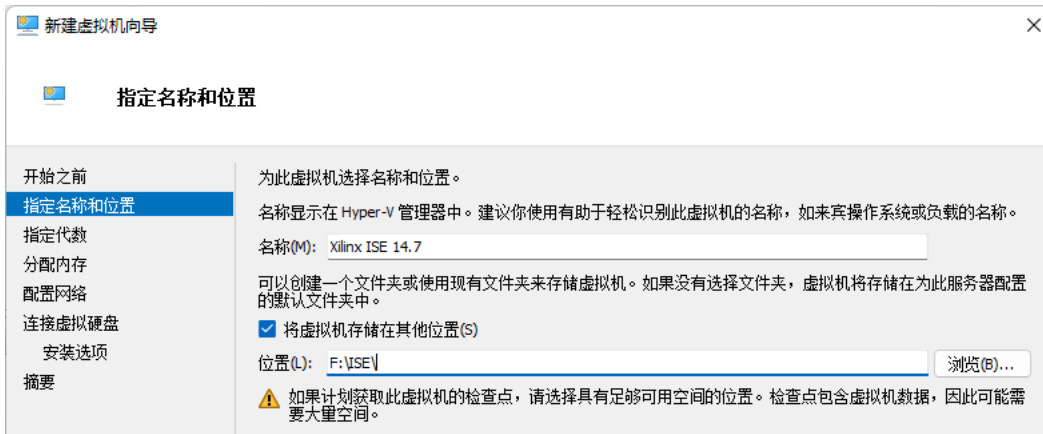 新建虚拟机向导
指定名称和位置
开始之前
指定名称和位置
指定代数
分配内存
配置网络
连接虚拟硬盘
安装选项
摘要
为此虚拟机选择名称和位置。
名称显示在 Hyper-V 管理器中。建议你使用有助于轻松识别此虚拟机的名称，如来宾操作系统或负载的名称。
名称(M): Xilinx ISE 14.7
可以创建一个文件夹或使用现有文件夹来存储虚拟机。如果没有选择文件夹，虚拟机将存储在为此服务器配置
的默认文件夹中。
将虚拟机存储在其他位置(S)
位置(L): F:\ISE\ 浏览(B)...
如果计划获取此虚拟机的检查点，请选择具有足够可用空间的位置。检查点包含虚拟机数据，因此可能需
要大量空间。